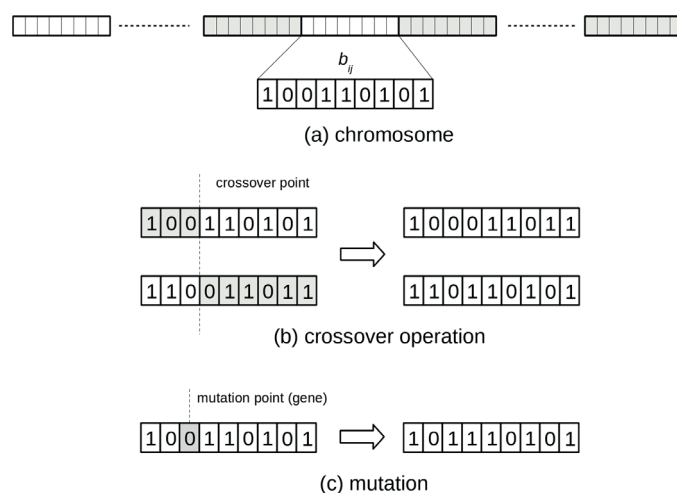 b_ij
1 0 0 1 1 0 1 0 1
(a) chromosome
crossover point
1 0 0 1 1 0 1 0 1
1 0 0 0 1 1 0 1 1
1 1 0 0 1 1 0 1 1
1 1 0 1 1 0 1 0 1
(b) crossover operation
mutation point (gene)
1 0 0 1 1 0 1 0 1
1 0 1 1 1 0 1 0 1
(c) mutation